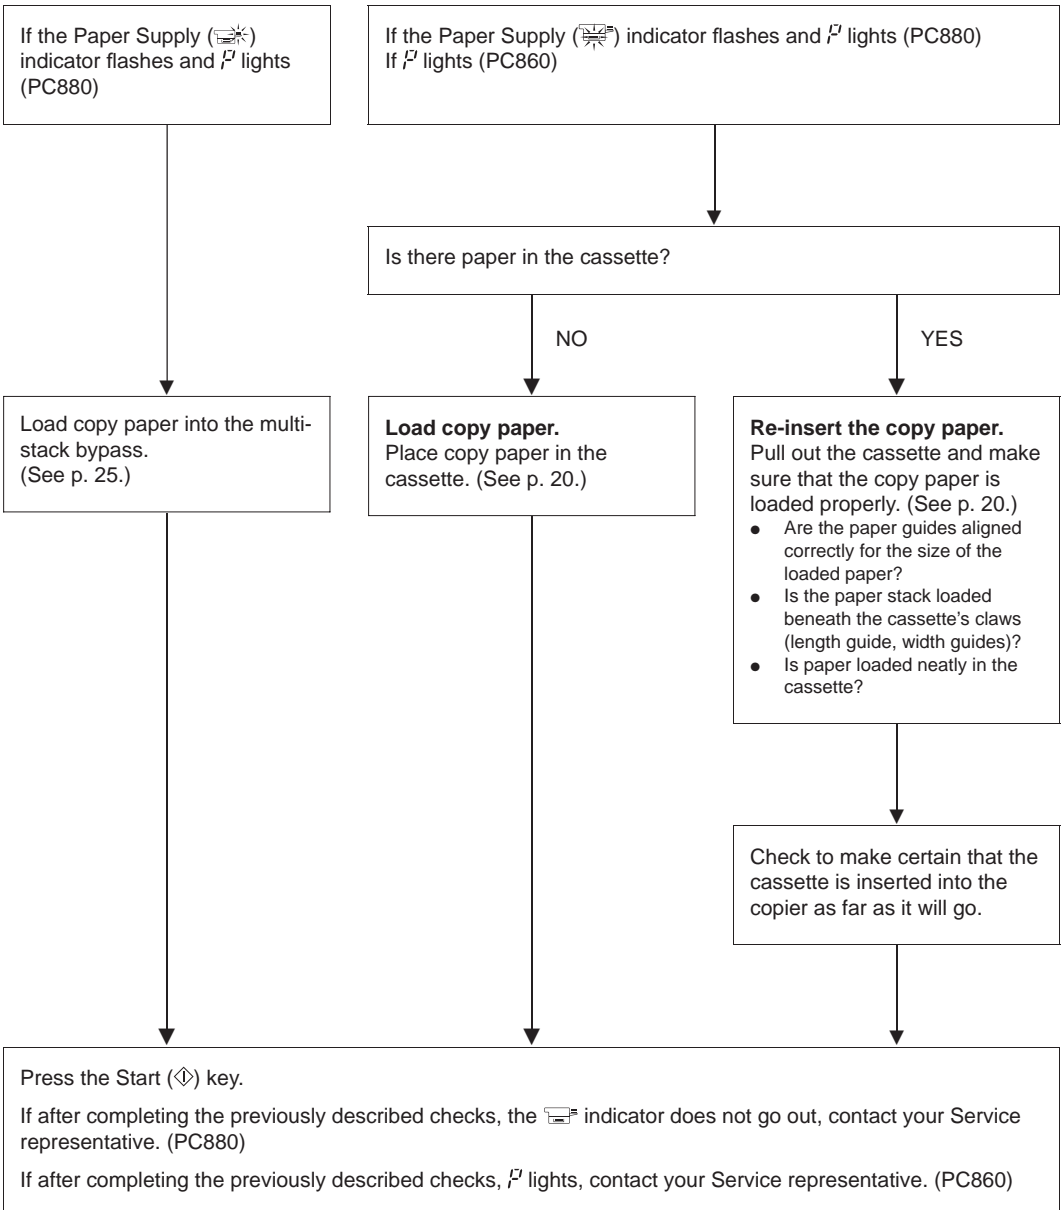 If the Paper Supply ( ) indicator flashes and P lights (PC880)
If the Paper Supply ( )
indicator flashes and P lights
(PC880)
If P lights (PC860)
Is there paper in the cassette?
NO
YES
Load copy paper into the multi-
stack bypass.
(See p. 25.)
Load copy paper.
Place copy paper in the
cassette. (See p. 20.)
Re-insert the copy paper.
Pull out the cassette and make
sure that the copy paper is
loaded properly. (See p. 20.)
● Are the paper guides aligned
correctly for the size of the
loaded paper?
● Is the paper stack loaded
beneath the cassette's claws
(length guide, width guides)?
● Is paper loaded neatly in the
cassette?
Check to make certain that the
cassette is inserted into the
copier as far as it will go.
Press the Start ( ) key.
If after completing the previously described checks, the indicator does not go out, contact your Service
representative. (PC880)
If after completing the previously described checks, P lights, contact your Service representative. (PC860)